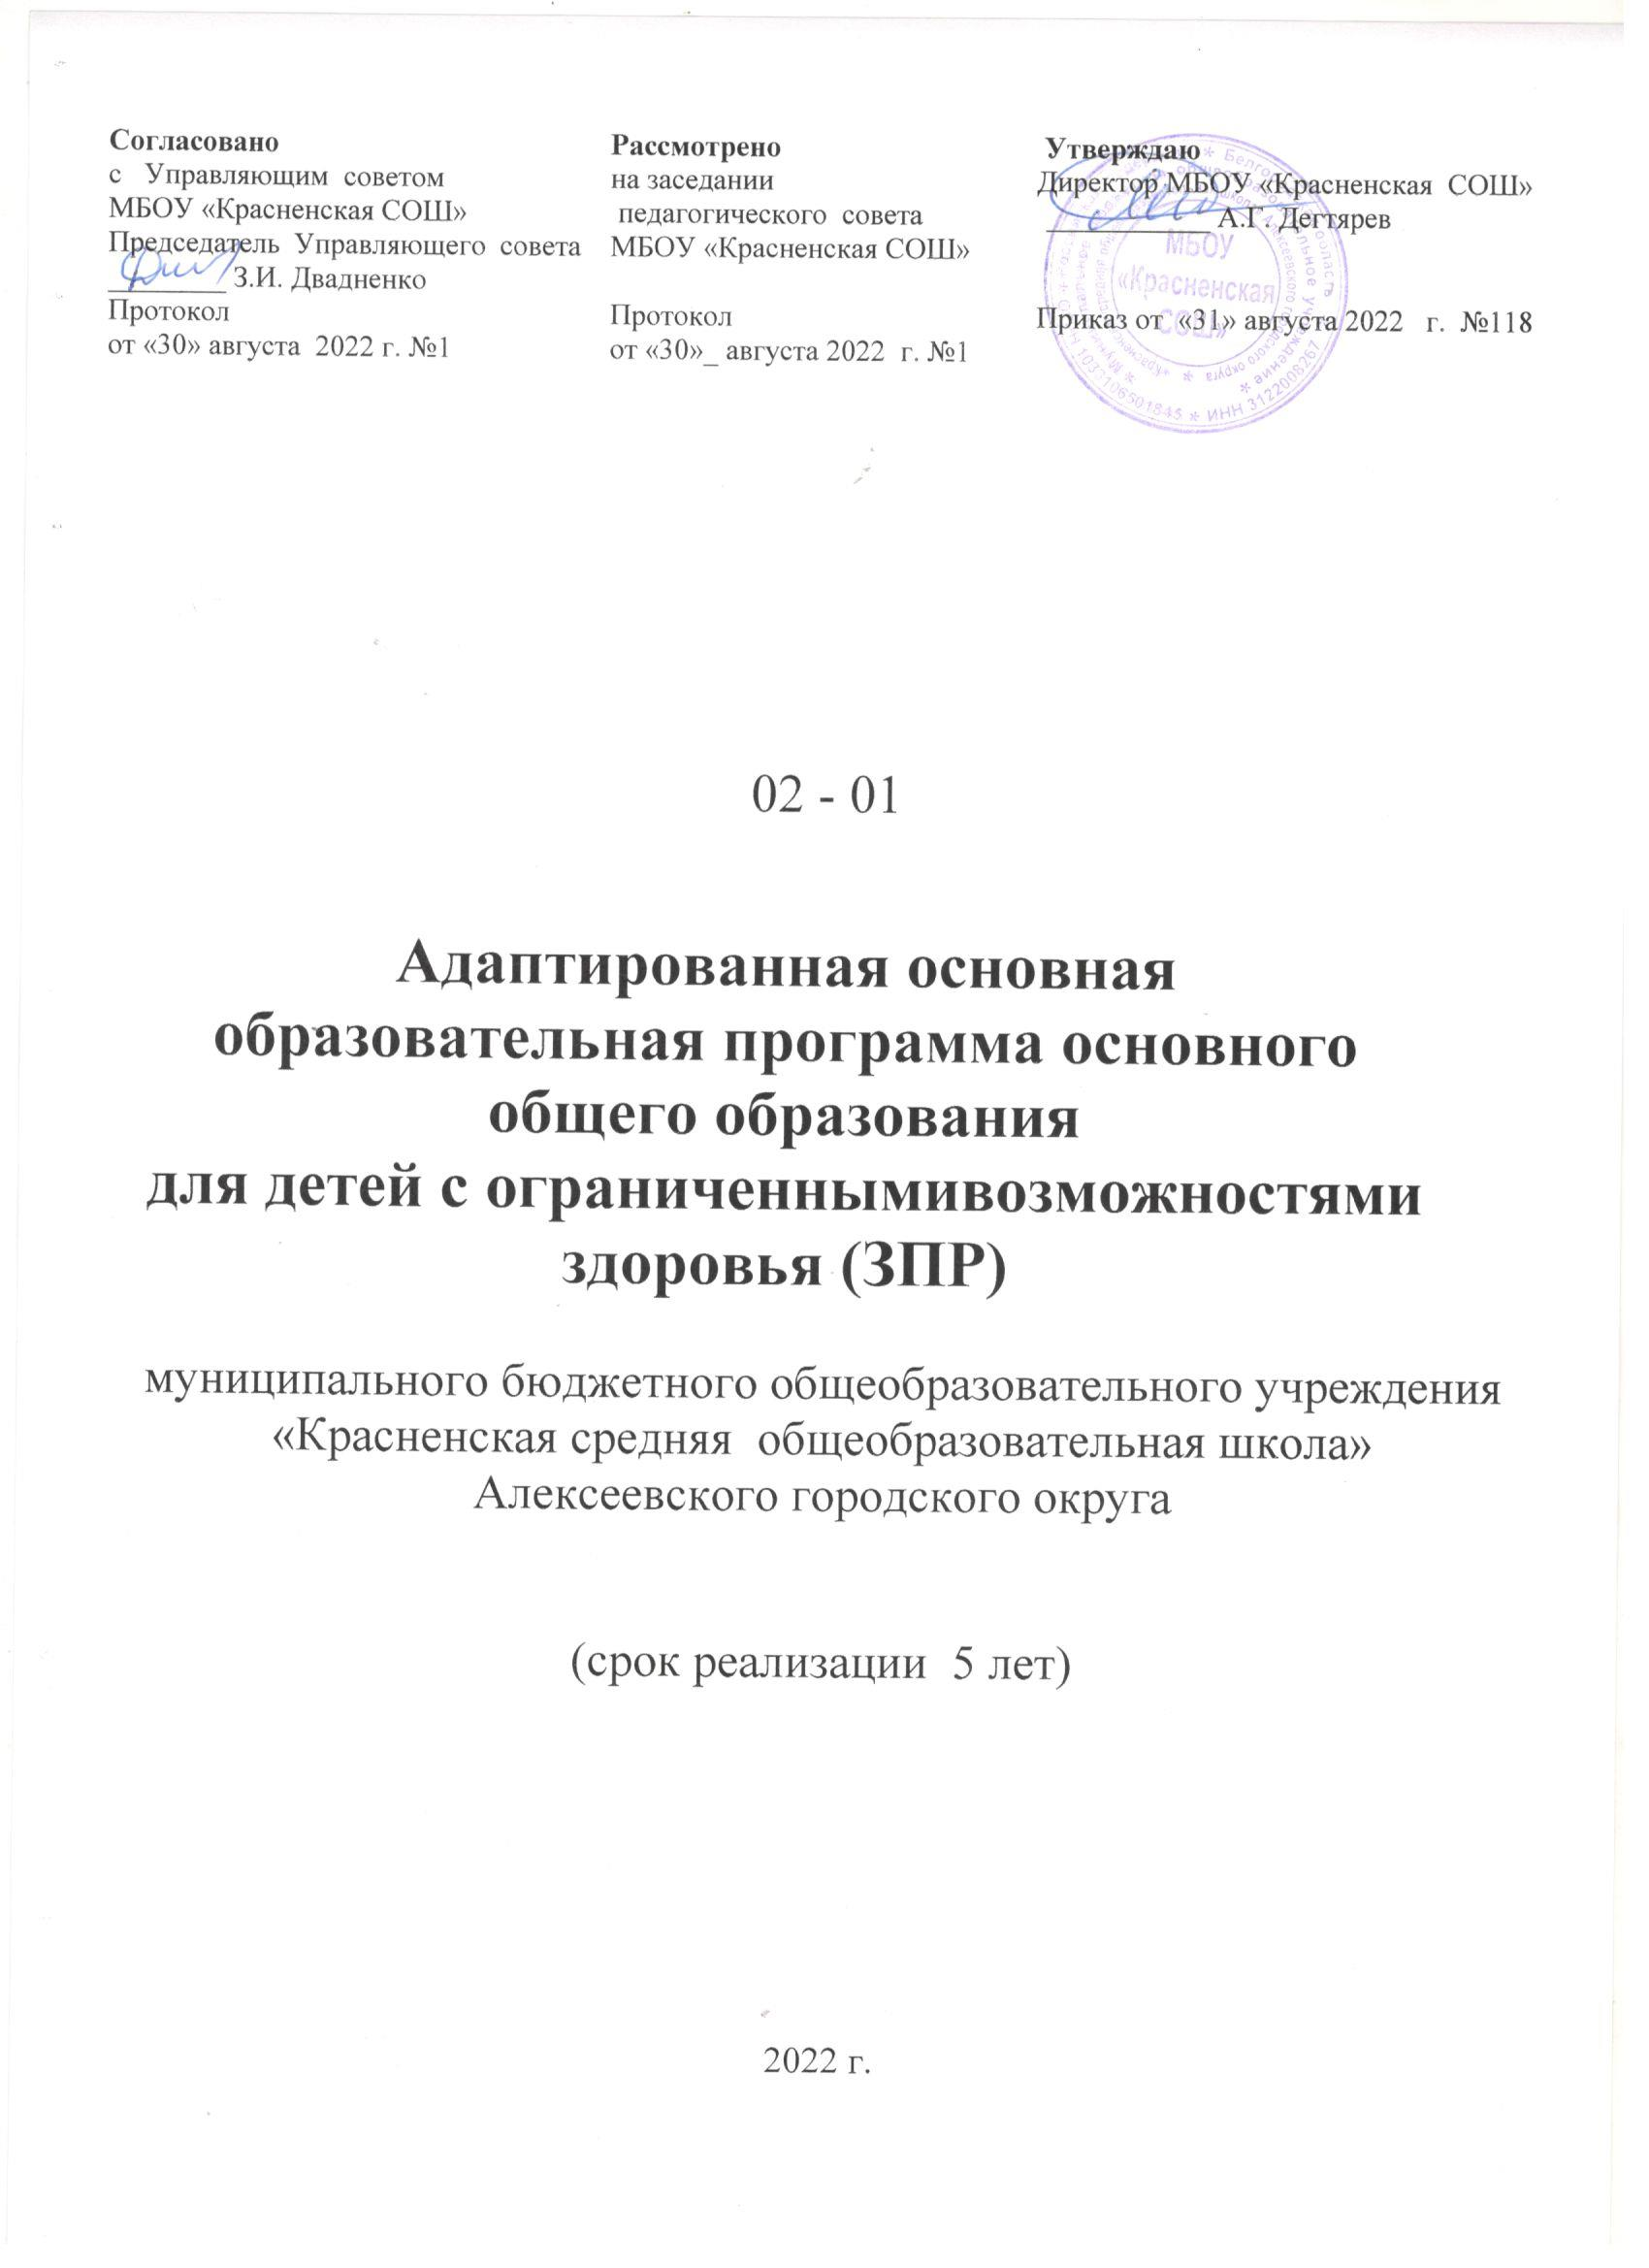 Согласовано
с Управляющим советом
МБОУ «Красненская СОШ»
Председатель Управляющего совета
_________ З.И. Двадненко
Протокол
от «30» августа 2022 г. №1
Рассмотрено
на заседании
педагогического совета
МБОУ «Красненская СОШ»
Протокол
от «30»_ августа 2022 г. №1
Утверждаю
Директор МБОУ «Красненская СОШ»
____________ А.Г. Дегтярев
Приказ от «31» августа 2022 г. №118
МБОУ
«Красненская
СОШ»
ИНН 3122008267
02 - 01
Адаптированная основная
образовательная программа основного
общего образования
для детей с ограниченнымивозможностями
здоровья (ЗПР)
муниципального бюджетного общеобразовательного учреждения
«Красненская средняя общеобразовательная школа»
Алексеевского городского округа
(срок реализации 5 лет)
2022 г.